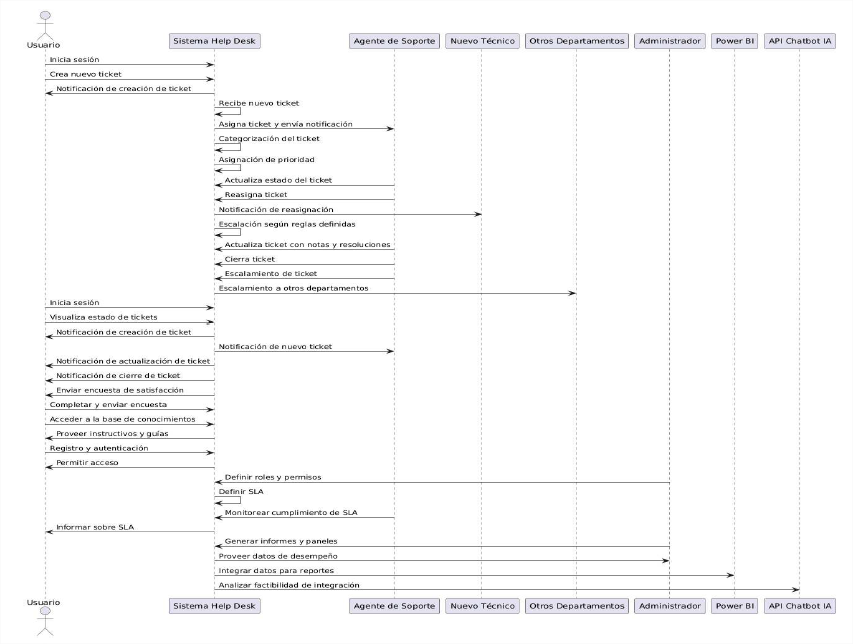 Usuario
Sistema Help Desk
Agente de Soporte
Nuevo Técnico
Otros Departamentos
Administrador
Power BI
API Chatbot IA
Inicia sesión
Crea nuevo ticket
Notificación de creación de ticket
Recibe nuevo ticket
Asigna ticket y envía notificación
Categorización del ticket
Asignación de prioridad
Actualiza estado del ticket
Reasigna ticket
Notificación de reasignación
Escalación según reglas definidas
Actualiza ticket con notas y resoluciones
Cierra ticket
Escalamiento de ticket
Escalamiento a otros departamentos
Inicia sesión
Visualiza estado de tickets
Notificación de creación de ticket
Notificación de nuevo ticket
Notificación de actualización de ticket
Notificación de cierre de ticket
Enviar encuesta de satisfacción
Completar y enviar encuesta
Acceder a la base de conocimientos
Proveer instructivos y guías
Registro y autenticación
Permitir acceso
Definir roles y permisos
Definir SLA
Monitorear cumplimiento de SLA
Informar sobre SLA
Generar informes y paneles
Proveer datos de desempeño
Integrar datos para reportes
Analizar factibilidad de integración
Usuario
Sistema Help Desk
Agente de Soporte
Nuevo Técnico
Otros Departamentos
Administrador
Power BI
API Chatbot IA